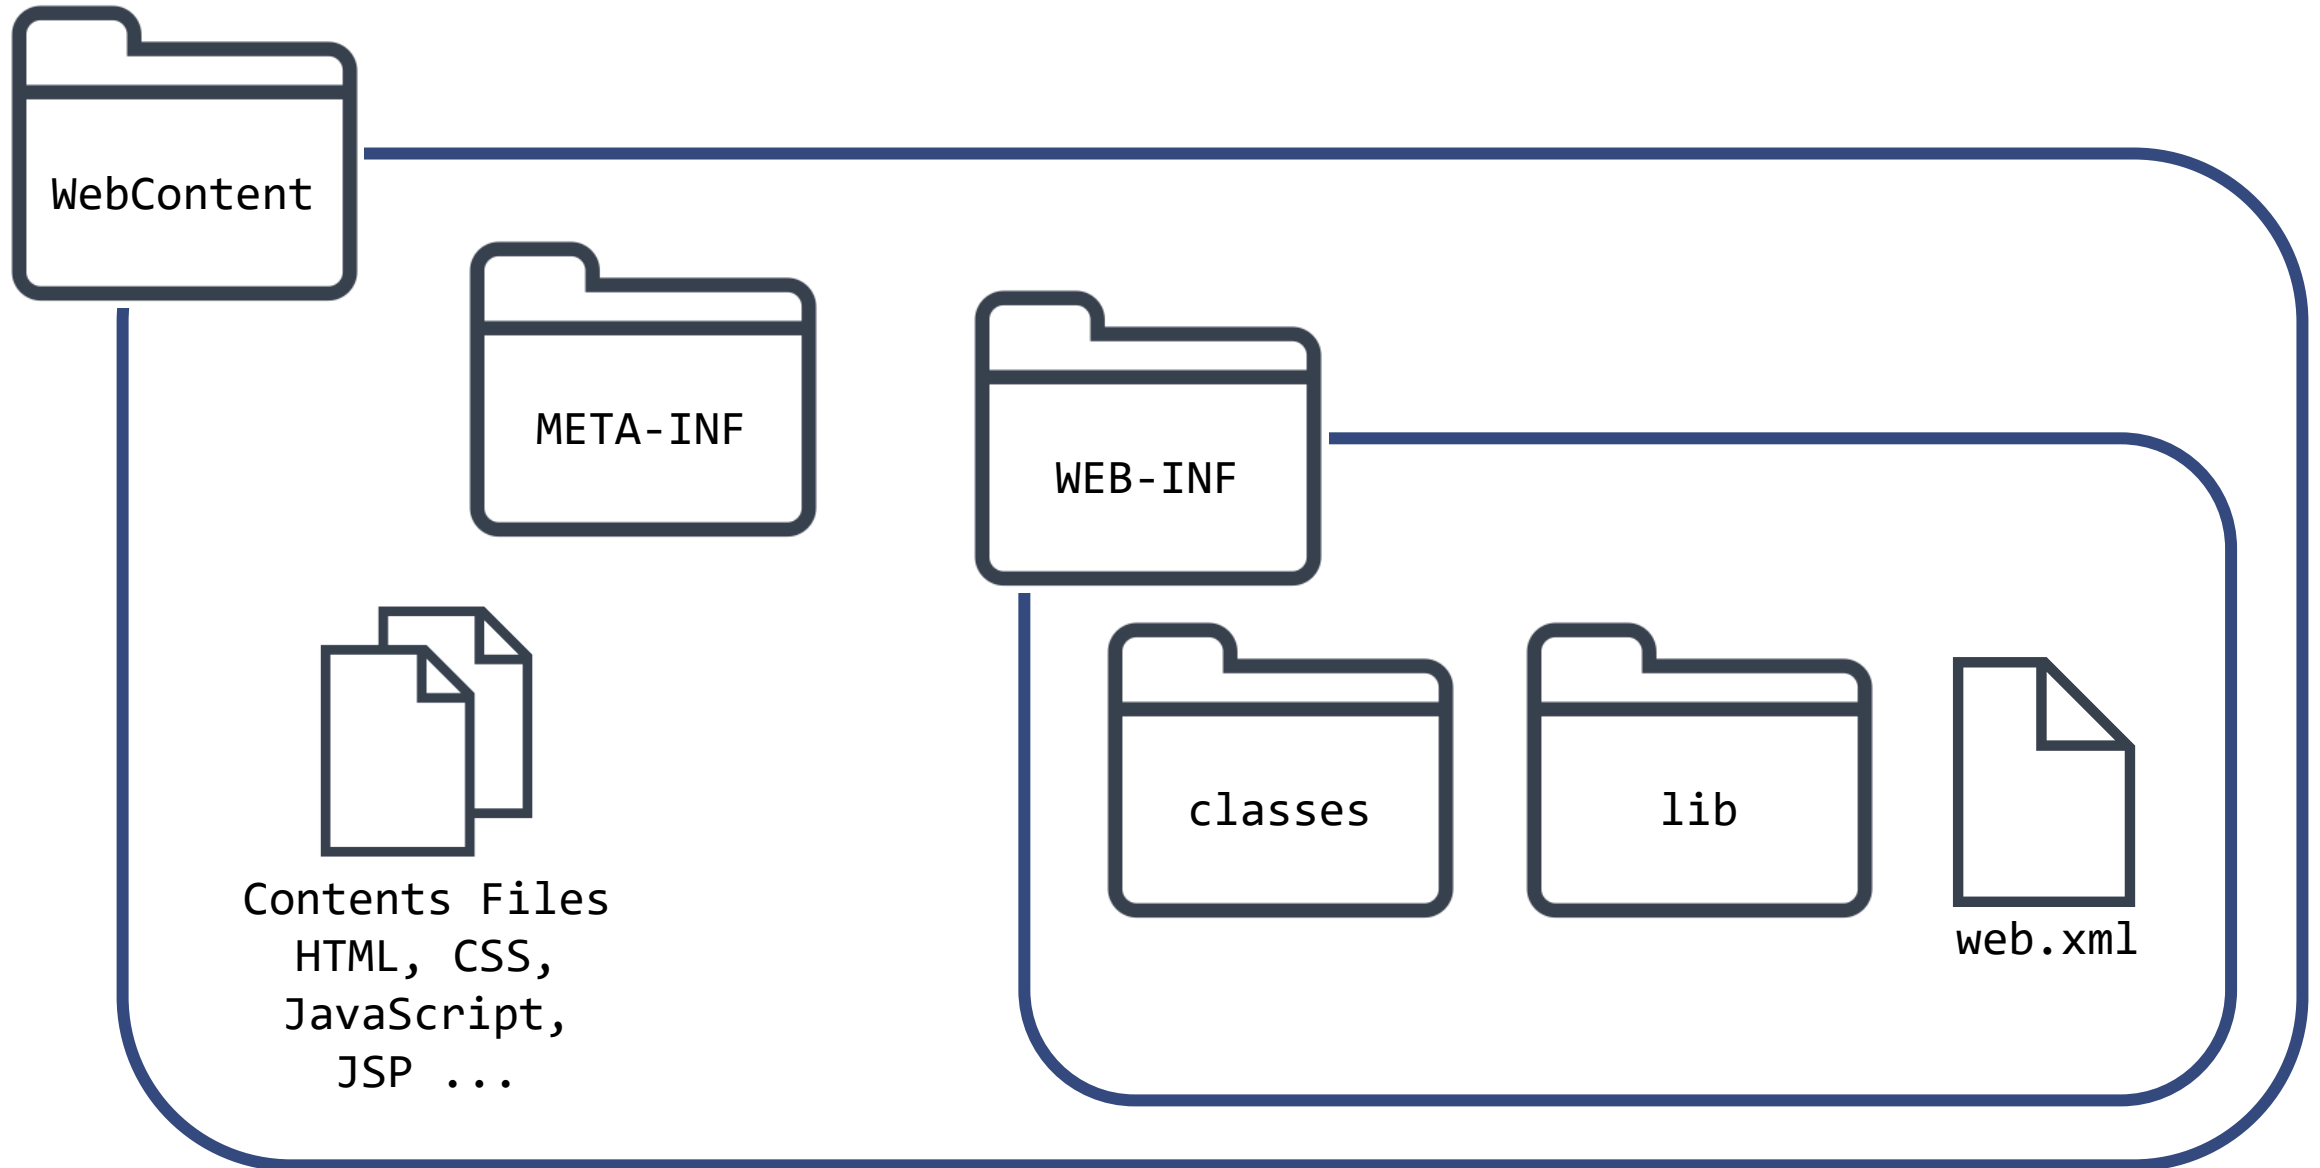 WebContent
META-INF
WEB-INF
classes
lib
web.xml
Contents Files
HTML, CSS,
JavaScript,
JSP ...